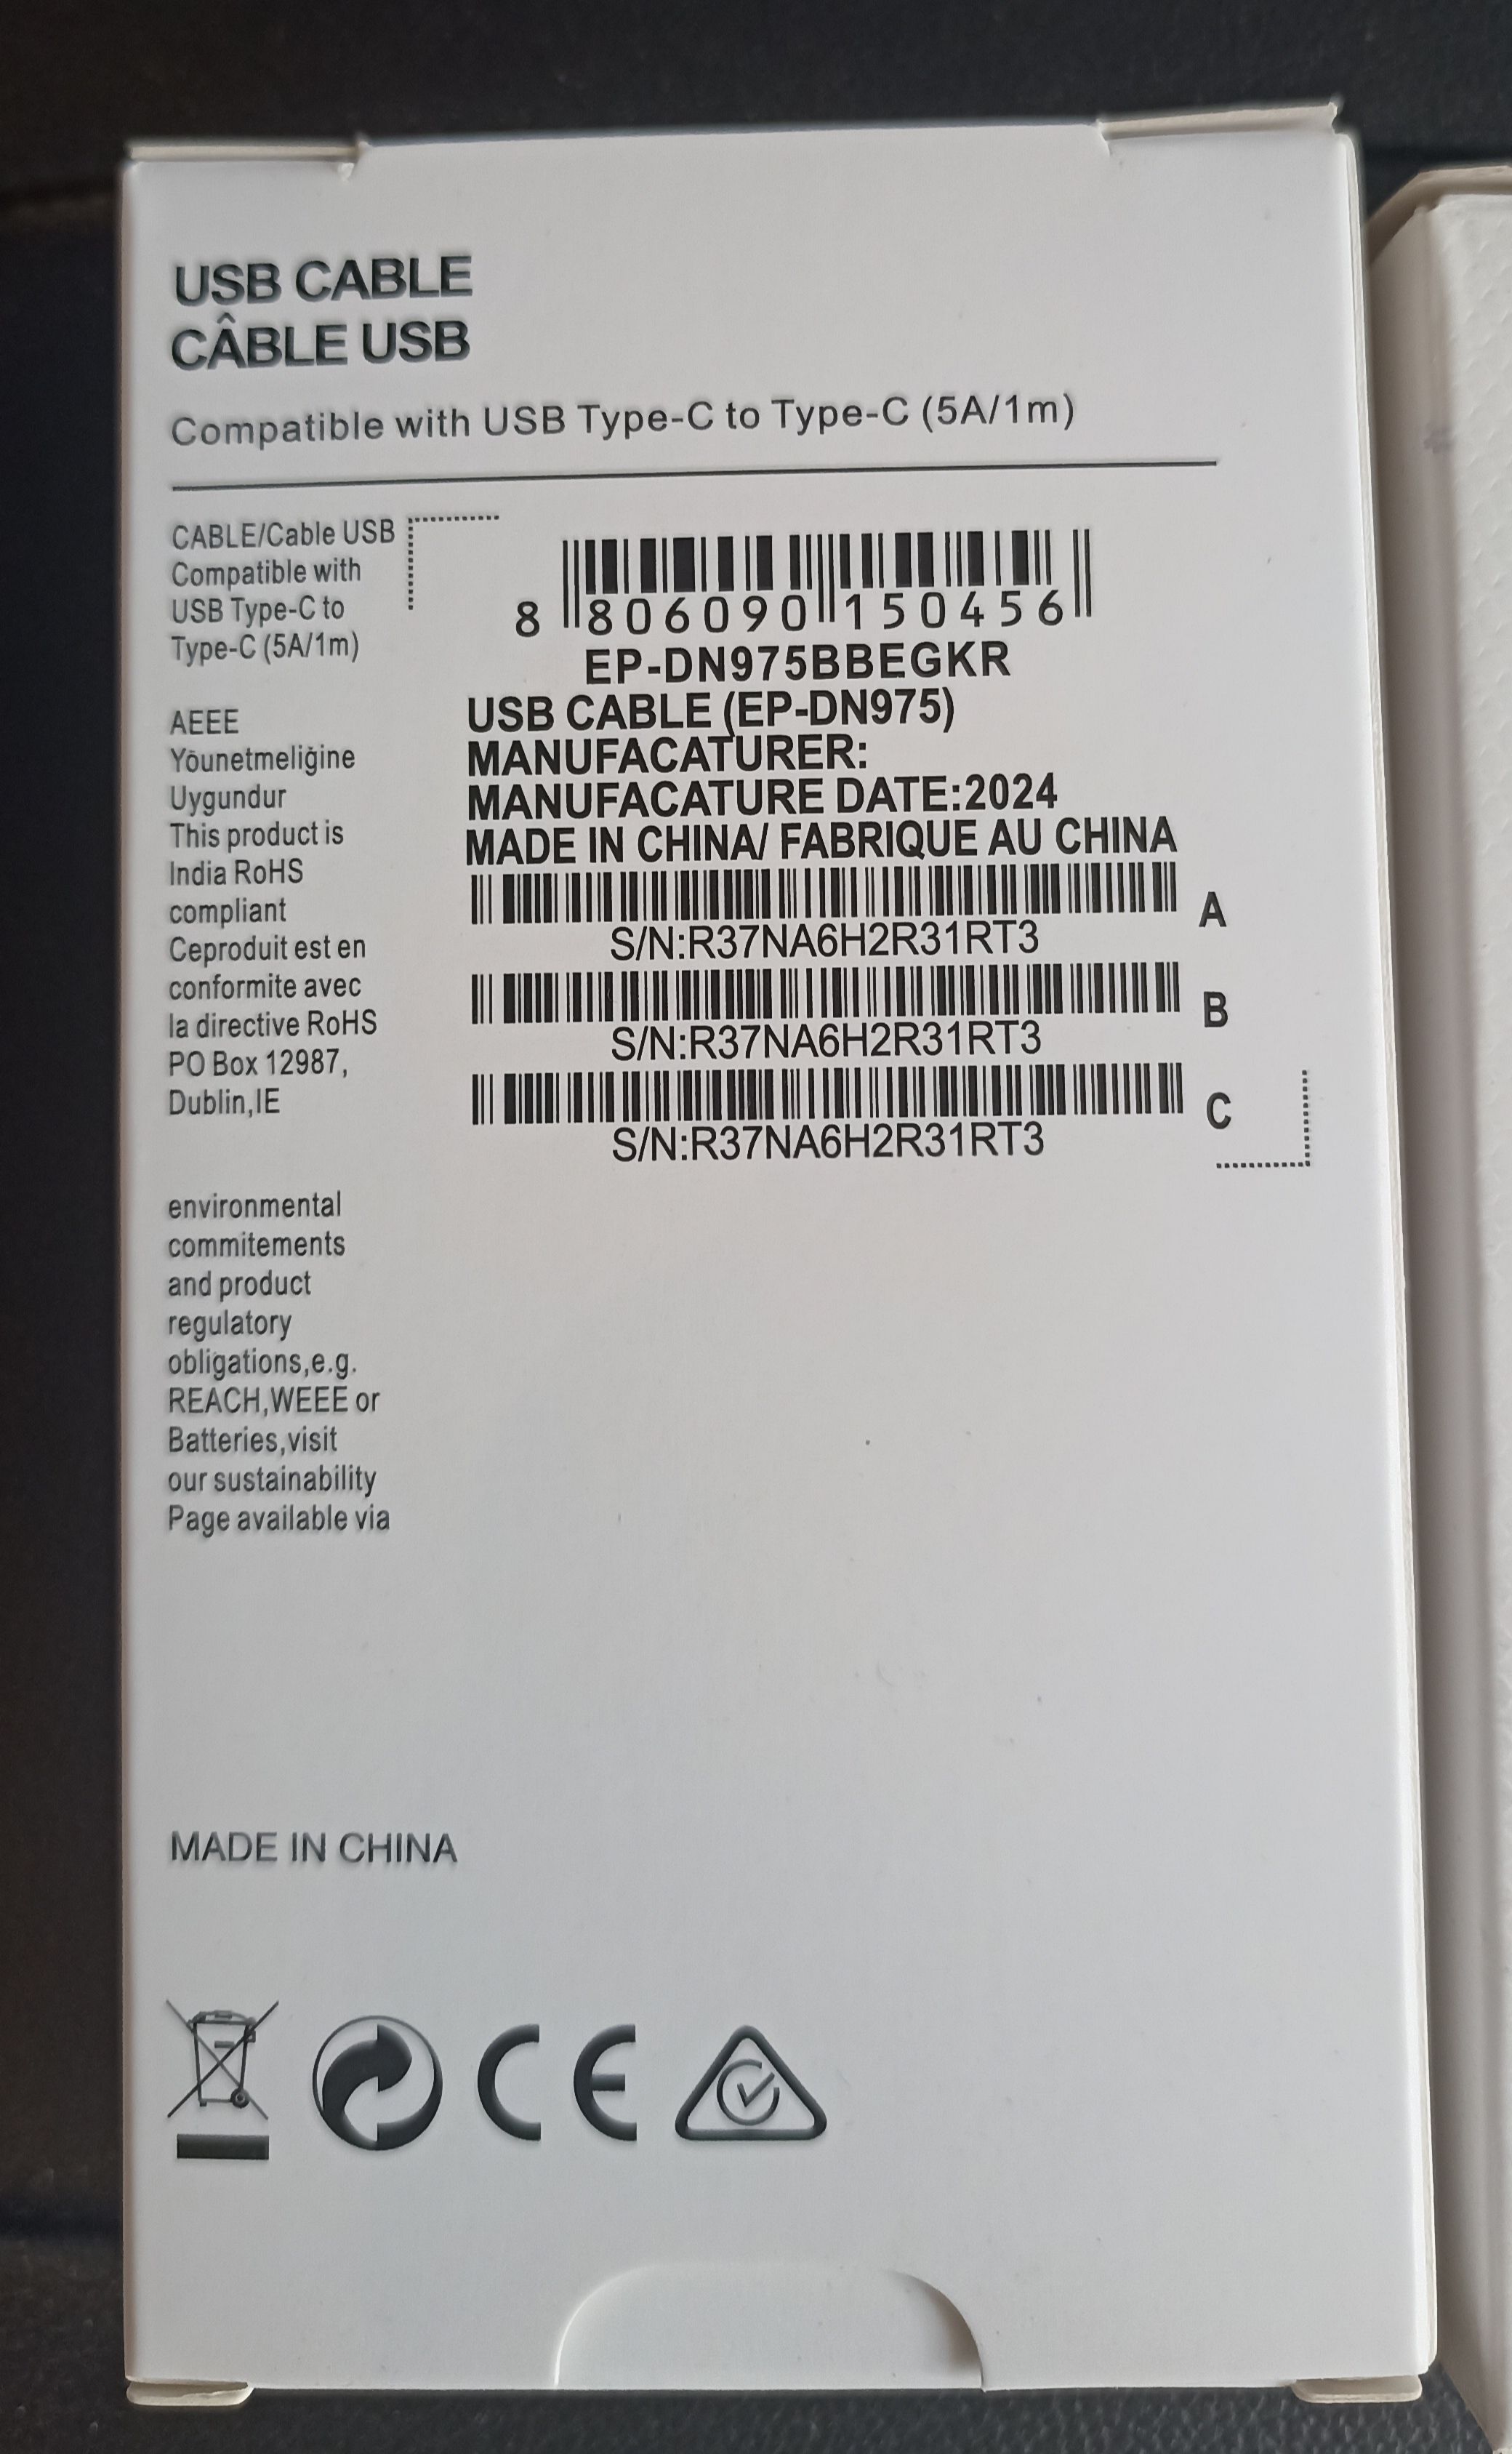 USB CABLE
CÂBLE USB
Compatible with USB Type-C to Type-C (5A/1m)
CABLE/Cable USB
Compatible with
USB Type-C to
Type-C (5A/1m)
AEEE
Yöunetmeliğine
Uygundur
This product is
India RoHS
compliant
Ceproduit est en
conformite avec
la directive RoHS
PO Box 12987,
Dublin,IE
environmental
commitements
and product
regulatory
obligations,e.g.
REACH,WEEE or
Batteries,visit
our sustainability
Page available via
8 806090 150456
EP-DN975BBEGKR
USB CABLE (EP-DN975)
MANUFACATURER:
MANUFACATURE DATE:2024
MADE IN CHINA/ FABRIQUE AU CHINA
A
S/N:R37NA6H2R31RT3
B
S/N:R37NA6H2R31RT3
C
S/N:R37NA6H2R31RT3
MADE IN CHINA
CE